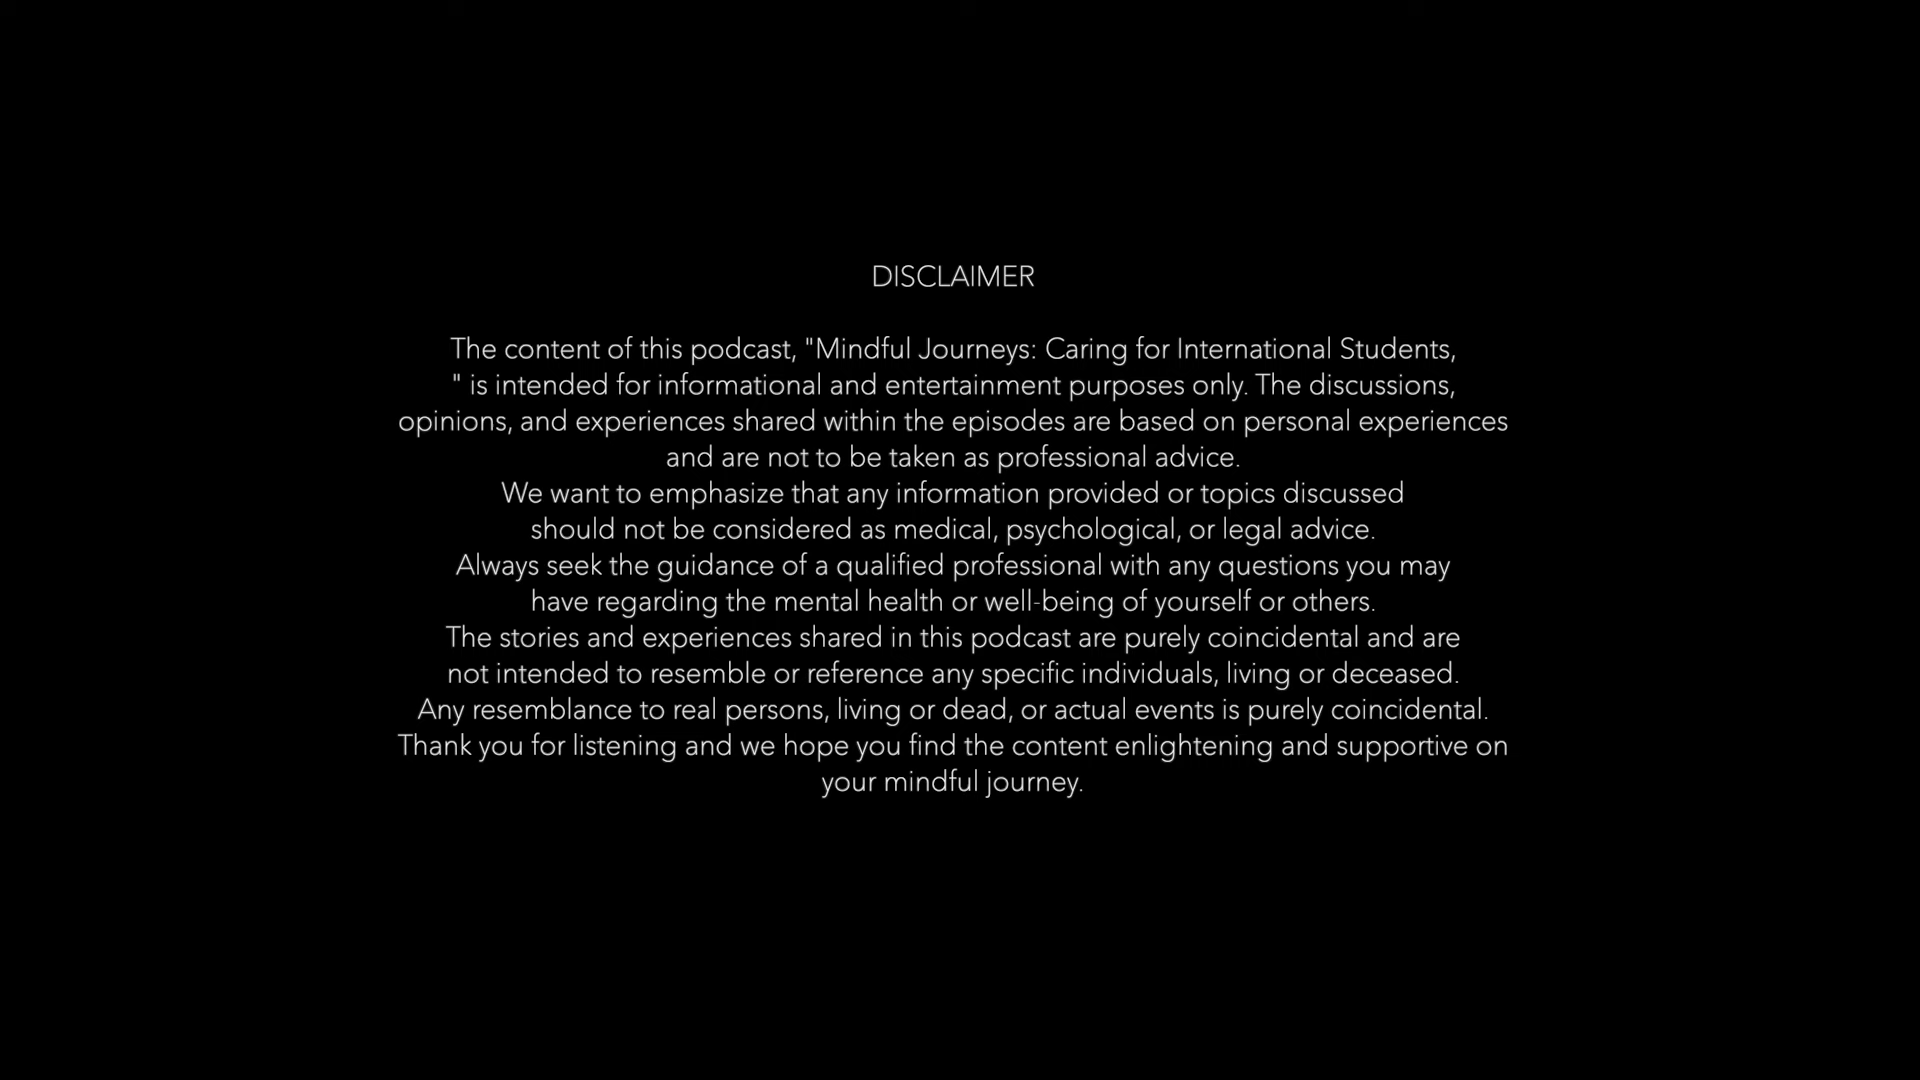 DISCLAIMER
The content of this podcast, "Mindful Journeys: Caring for International Students,
" is intended for informational and entertainment purposes only. The discussions,
opinions, and experiences shared within the episodes are based on personal experiences
and are not to be taken as professional advice.
We want to emphasize that any information provided or topics discussed
should not be considered as medical, psychological, or legal advice.
Always seek the guidance of a qualified professional with any questions you may
have regarding the mental health or well-being of yourself or others.
The stories and experiences shared in this podcast are purely coincidental and are
not intended to resemble or reference any specific individuals, living or deceased.
Any resemblance to real persons, living or dead, or actual events is purely coincidental.
Thank you for listening and we hope you find the content enlightening and supportive on
your mindful journey.